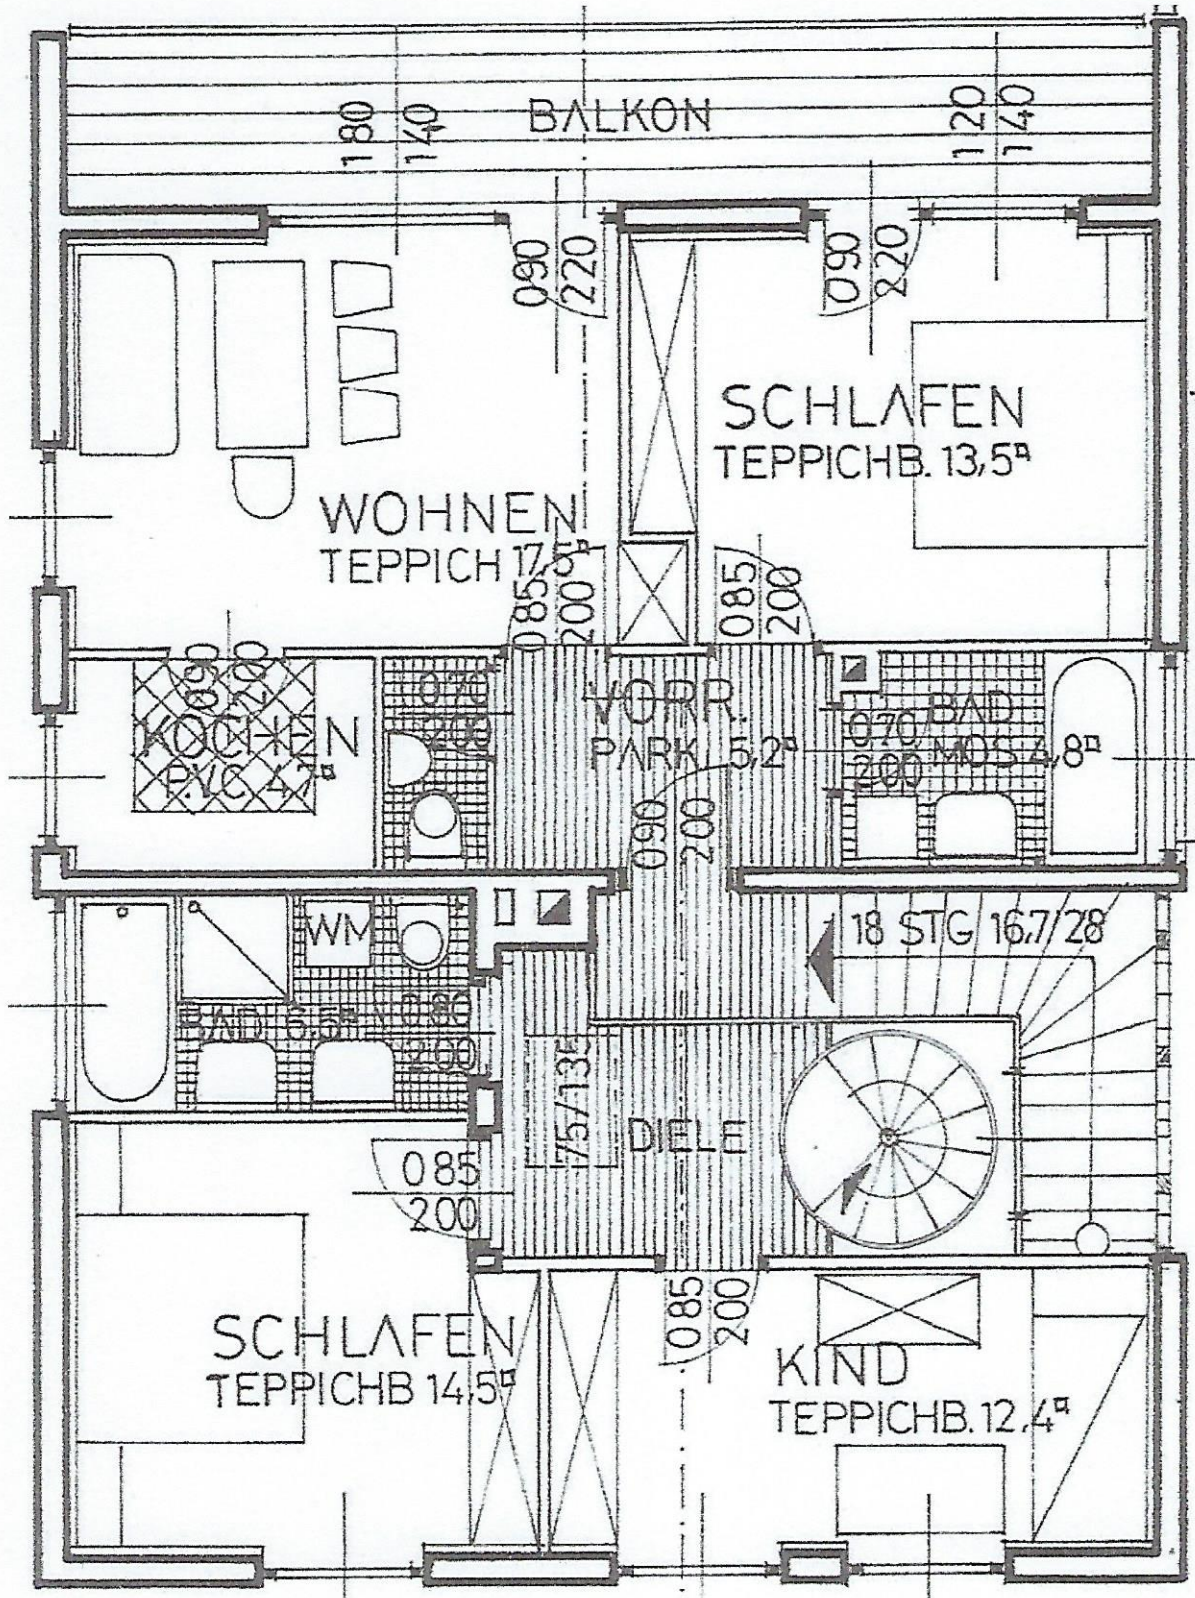 BALKON
180
140
120
140
090
220
090
220
SCHLAFEN
TEPPICHB. 13,5¤
WOHNEN
TEPPICH 17,5¤
085
200
085
200
090
200
KOCHEN
PVC 4,7¤
070
200
VORR.
PARK. 5,2¤
070
200
BAD
MOS 4,8¤
090
200
WM
18 STG 16,7/28
BAD 6,5¤
080
200
75/135
DIELE
085
200
SCHLAFEN
TEPPICHB 14,5¤
085
200
KIND
TEPPICHB. 12,4¤